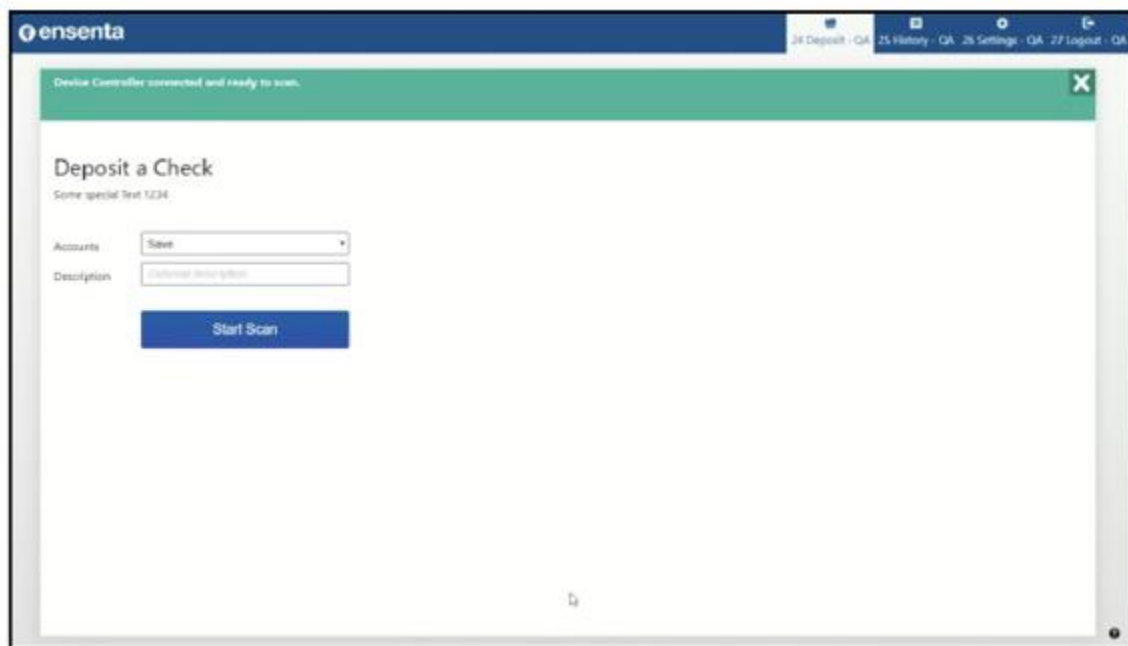 ensenta
24 Deposit - QA 25 History - QA 26 Settings - QA 27 Logout - QA
Device Controller connected and ready to scan.
Deposit a Check
Some special Text 1234
Accounts
Save
Description
Optional description
Start Scan